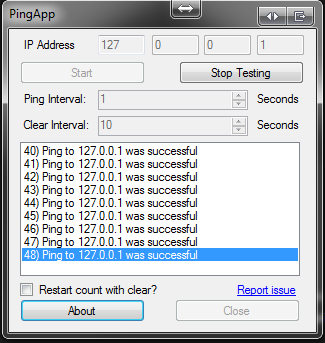 PingApp
IP Address 127 0 0 1
Start Stop Testing
Ping Interval: 1 Seconds
Clear Interval: 10 Seconds
40) Ping to 127.0.0.1 was successful
41) Ping to 127.0.0.1 was successful
42) Ping to 127.0.0.1 was successful
43) Ping to 127.0.0.1 was successful
44) Ping to 127.0.0.1 was successful
45) Ping to 127.0.0.1 was successful
46) Ping to 127.0.0.1 was successful
47) Ping to 127.0.0.1 was successful
48) Ping to 127.0.0.1 was successful
Restart count with clear? Report issue
About Close